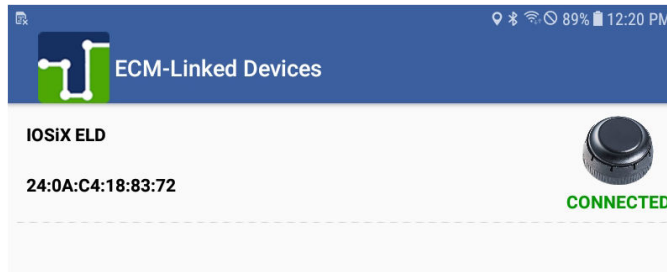 89% 12:20 PM
ECM-Linked Devices
IOSiX ELD
24:0A:C4:18:83:72
CONNECTED